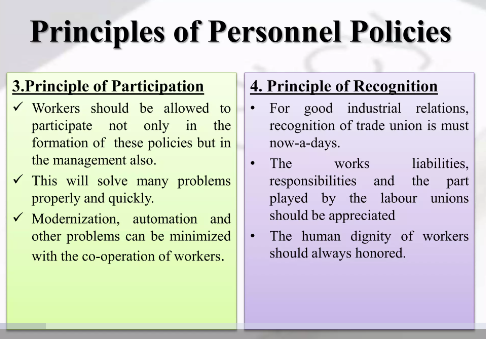 Principles of Personnel Policies
3.Principle of Participation
✓ Workers should be allowed to
participate not only in the
formation of these policies but in
the management also.
✓ This will solve many problems
properly and quickly.
✓ Modernization, automation and
other problems can be minimized
with the co-operation of workers.
4. Principle of Recognition
• For good industrial relations,
recognition of trade union is must
now-a-days.
• The works liabilities,
responsibilities and the part
played by the labour unions
should be appreciated
• The human dignity of workers
should always honored.